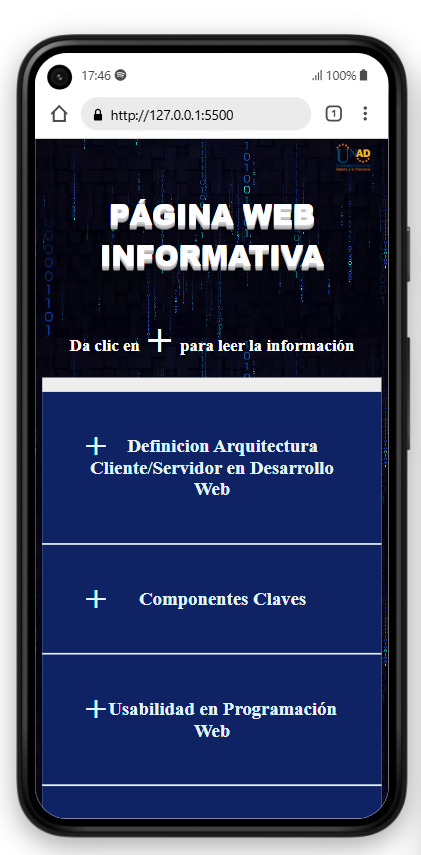 17:46
100%
http://127.0.0.1:5500
1
UNAD
PÁGINA WEB
INFORMATIVA
Da clic en + para leer la información
+ Definicion Arquitectura
Cliente/Servidor en Desarrollo
Web
+ Componentes Claves
+ Usabilidad en Programación
Web